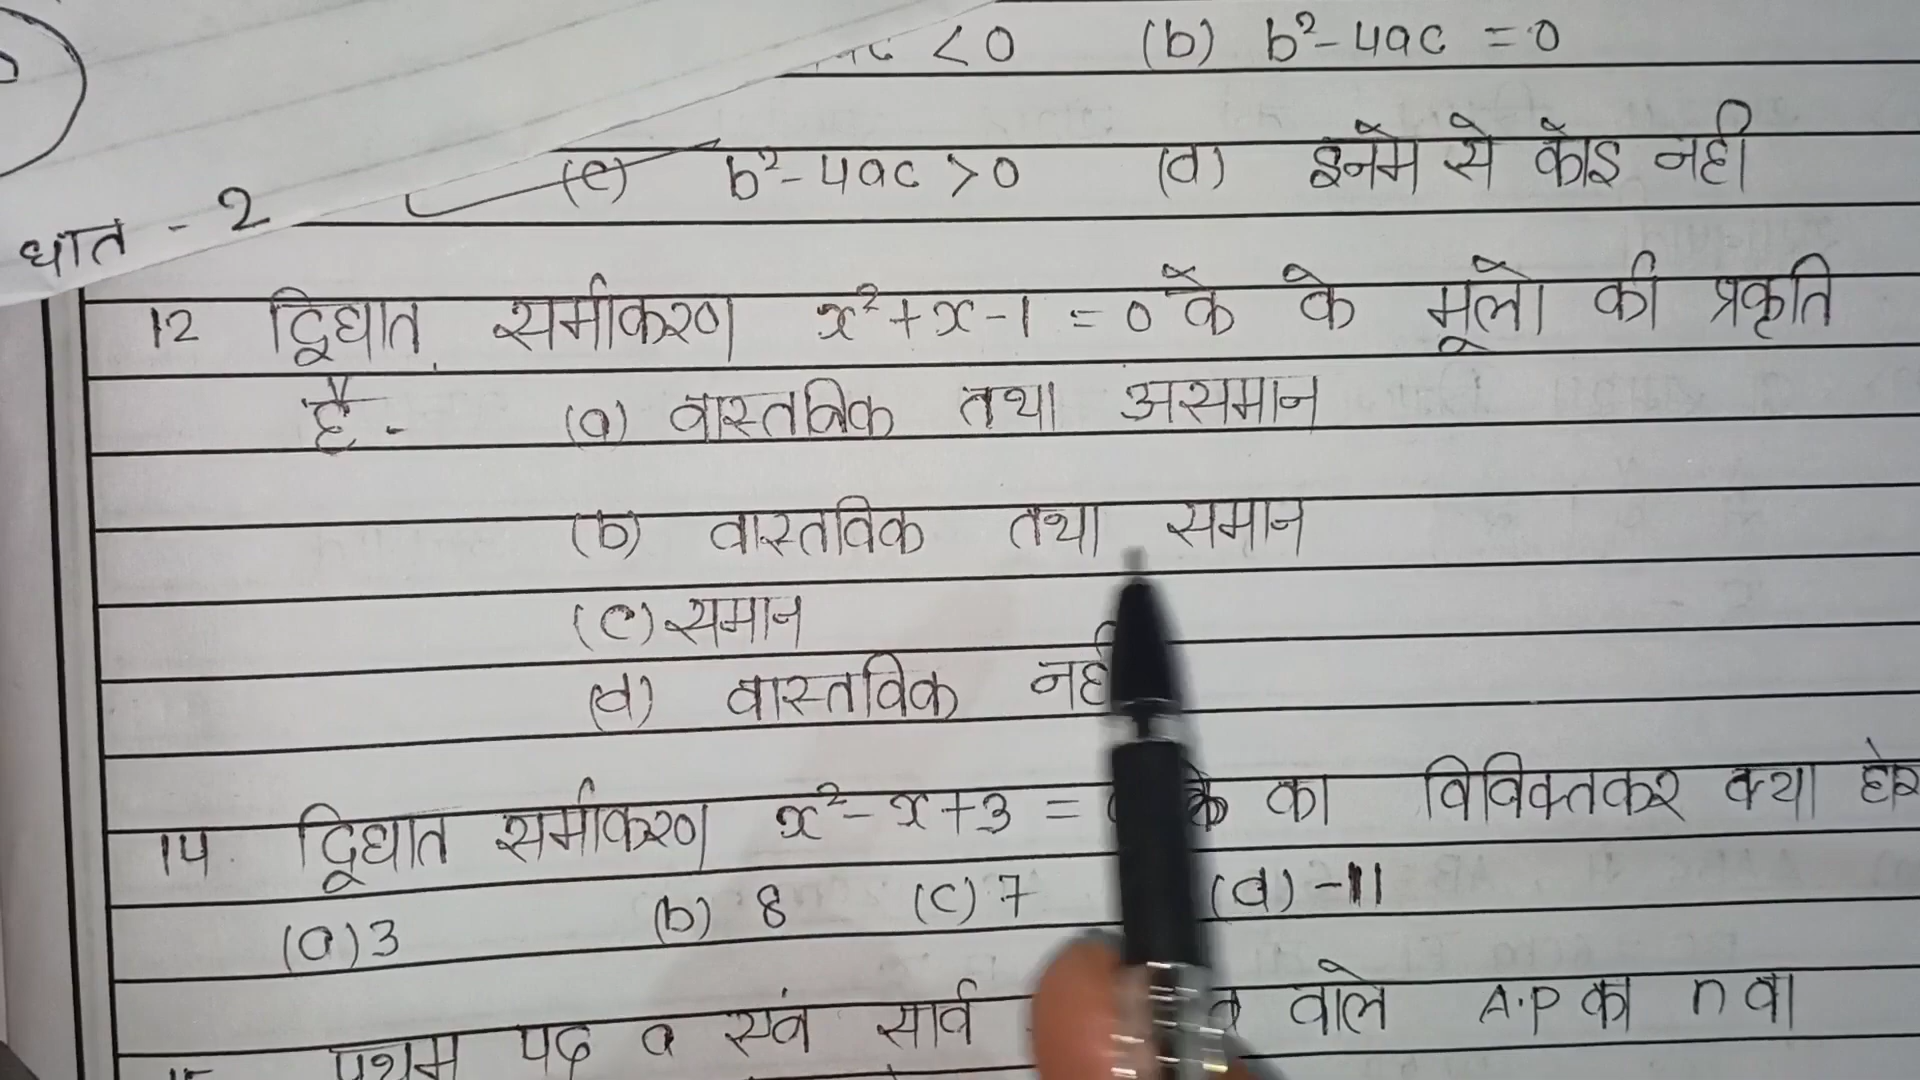 < 0 (b) b²-4ac = 0
(c) b²-4ac > 0 (d) इनमें से कोइ नही
धात - 2
12 द्विघात समीकरण x²+x-1 = 0 के के मूलो की प्रकृति
है - (a) वास्तविक तथा असमान
(b) वास्तविक तथा समान
(c) समान
(d) वास्तविक नही
14 द्विघात समीकरण x²-x+3 = का विविक्तकर क्या
(a) 3 (b) 8 (c) 7 (d) -11
प्रथम पद a एवं सार्व वाले A.P का n वा